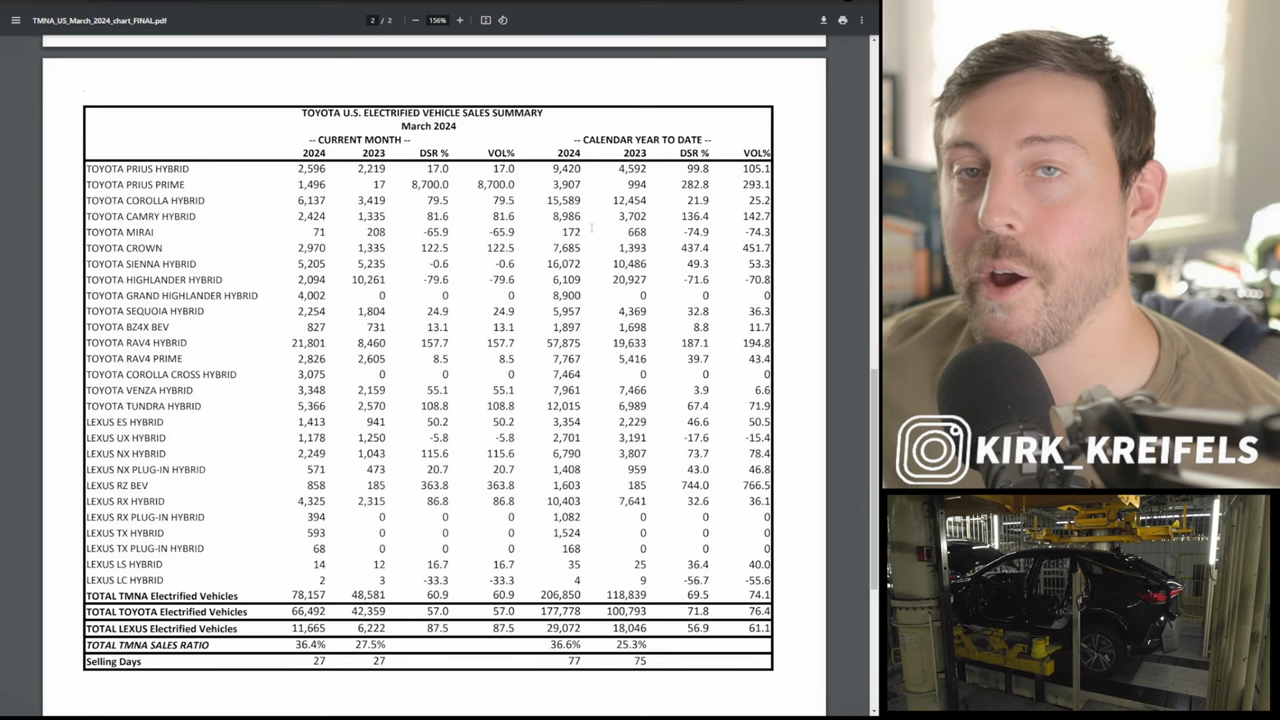 TMNA_US_March_2024_chart_FINAL.pdf
2 / 2
156%
TOYOTA U.S. ELECTRIFIED VEHICLE SALES SUMMARY
March 2024
-- CURRENT MONTH -- -- CALENDAR YEAR TO DATE --
2024 2023 DSR % VOL% 2024 2023 DSR % VOL%
TOYOTA PRIUS HYBRID 2,596 2,219 17.0 17.0 9,420 4,592 99.8 105.1
TOYOTA PRIUS PRIME 1,496 17 8,700.0 8,700.0 3,907 994 282.8 293.1
TOYOTA COROLLA HYBRID 6,137 3,419 79.5 79.5 15,589 12,454 21.9 25.2
TOYOTA CAMRY HYBRID 2,424 1,335 81.6 81.6 8,986 3,702 136.4 142.7
TOYOTA MIRAI 71 208 -65.9 -65.9 172 668 -74.9 -74.3
TOYOTA CROWN 2,970 1,335 122.5 122.5 7,685 1,393 437.4 451.7
TOYOTA SIENNA HYBRID 5,205 5,235 -0.6 -0.6 16,072 10,486 49.3 53.3
TOYOTA HIGHLANDER HYBRID 2,094 10,261 -79.6 -79.6 6,109 20,927 -71.6 -70.8
TOYOTA GRAND HIGHLANDER HYBRID 4,002 0 0 0 8,900 0 0 0
TOYOTA SEQUOIA HYBRID 2,254 1,804 24.9 24.9 5,957 4,369 32.8 36.3
TOYOTA BZ4X BEV 827 731 13.1 13.1 1,897 1,698 8.8 11.7
TOYOTA RAV4 HYBRID 21,801 8,460 157.7 157.7 57,875 19,633 187.1 194.8
TOYOTA RAV4 PRIME 2,826 2,605 8.5 8.5 7,767 5,416 39.7 43.4
TOYOTA COROLLA CROSS HYBRID 3,075 0 0 0 7,464 0 0 0
TOYOTA VENZA HYBRID 3,348 2,159 55.1 55.1 7,961 7,466 3.9 6.6
TOYOTA TUNDRA HYBRID 5,366 2,570 108.8 108.8 12,015 6,989 67.4 71.9
LEXUS ES HYBRID 1,413 941 50.2 50.2 3,354 2,229 46.6 50.5
LEXUS UX HYBRID 1,178 1,250 -5.8 -5.8 2,701 3,191 -17.6 -15.4
LEXUS NX HYBRID 2,249 1,043 115.6 115.6 6,790 3,807 73.7 78.4
LEXUS NX PLUG-IN HYBRID 571 473 20.7 20.7 1,408 959 43.0 46.8
LEXUS RZ BEV 858 185 363.8 363.8 1,603 185 744.0 766.5
LEXUS RX HYBRID 4,325 2,315 86.8 86.8 10,403 7,641 32.6 36.1
LEXUS RX PLUG-IN HYBRID 394 0 0 0 1,082 0 0 0
LEXUS TX HYBRID 593 0 0 0 1,524 0 0 0
LEXUS TX PLUG-IN HYBRID 68 0 0 0 168 0 0 0
LEXUS LS HYBRID 14 12 16.7 16.7 35 25 36.4 40.0
LEXUS LC HYBRID 2 3 -33.3 -33.3 4 9 -56.7 -55.6
TOTAL TMNA Electrified Vehicles 78,157 48,581 60.9 60.9 206,850 118,839 69.5 74.1
TOTAL TOYOTA Electrified Vehicles 66,492 42,359 57.0 57.0 177,778 100,793 71.8 76.4
TOTAL LEXUS Electrified Vehicles 11,665 6,222 87.5 87.5 29,072 18,046 56.9 61.1
TOTAL TMNA SALES RATIO 36.4% 27.5% 36.6% 25.3%
Selling Days 27 27 77 75
KIRK_KREIFELS